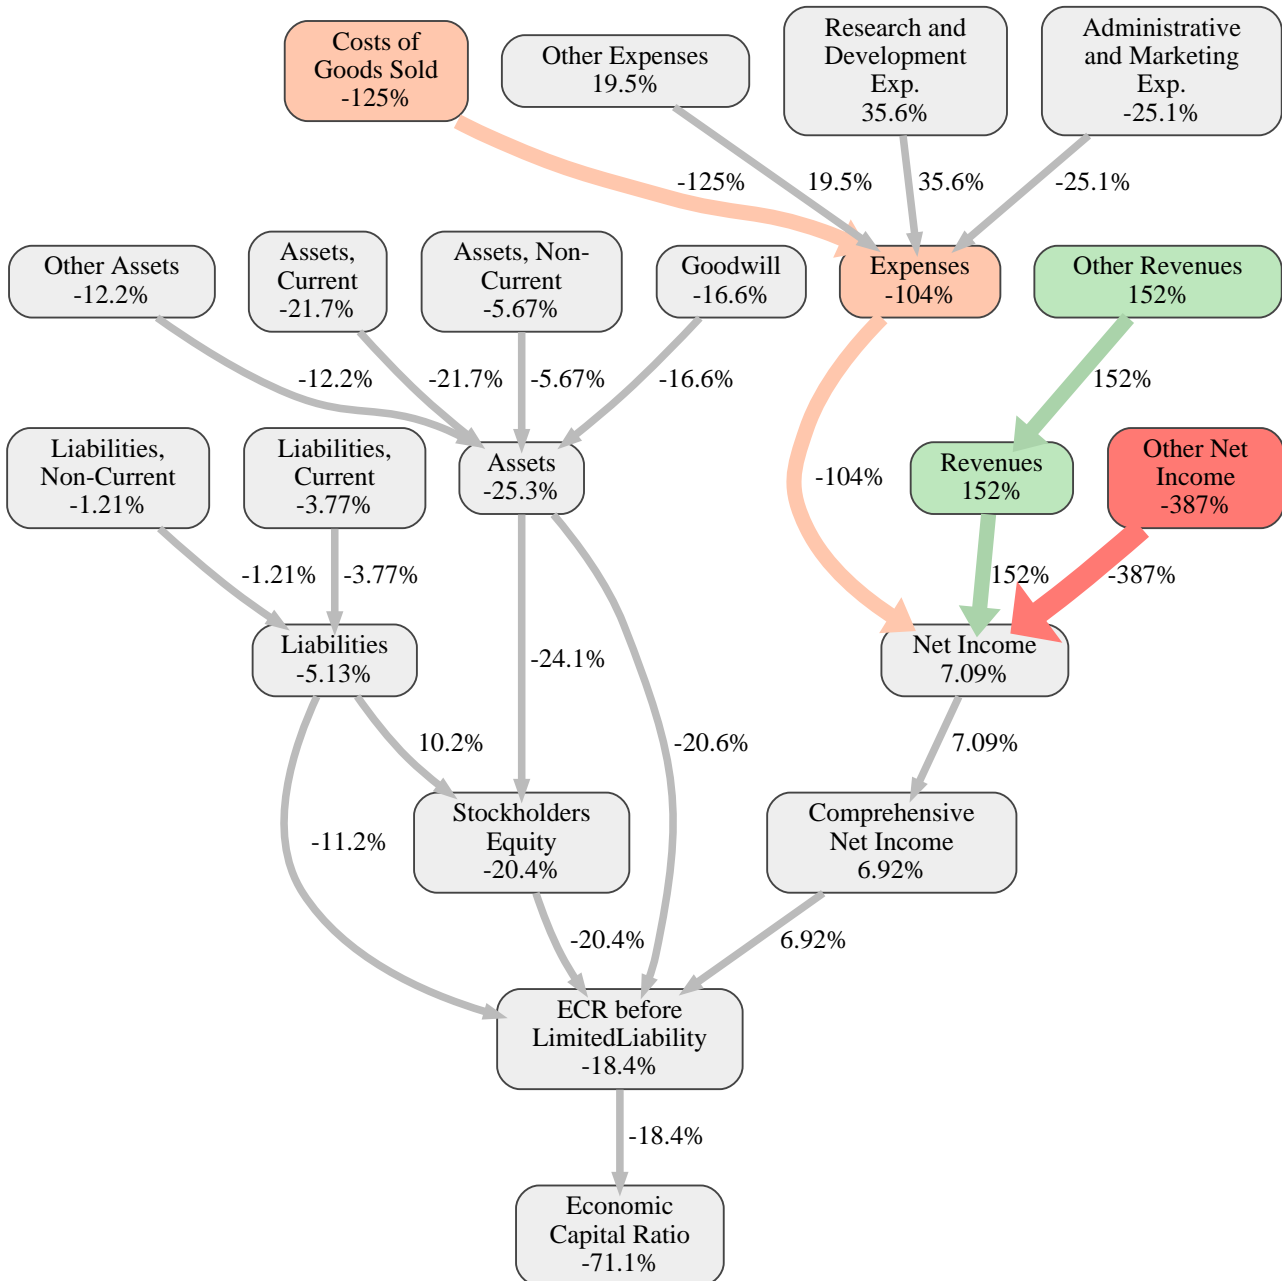 Costs of
Goods Sold
-125%
Other Expenses
19.5%
Research and
Development
Exp.
35.6%
Administrative
and Marketing
Exp.
-25.1%
-125%
19.5%
35.6%
-25.1%
Other Assets
-12.2%
Assets,
Current
-21.7%
Assets, Non-
Current
-5.67%
Goodwill
-16.6%
Expenses
-104%
Other Revenues
152%
-12.2%
-21.7%
-5.67%
-16.6%
152%
Liabilities,
Non-Current
-1.21%
Liabilities,
Current
-3.77%
Assets
-25.3%
-104%
Revenues
152%
Other Net
Income
-387%
-1.21%
-3.77%
152%
-387%
Liabilities
-5.13%
-24.1%
Net Income
7.09%
10.2%
-20.6%
7.09%
-11.2%
Stockholders
Equity
-20.4%
Comprehensive
Net Income
6.92%
-20.4%
6.92%
ECR before
LimitedLiability
-18.4%
-18.4%
Economic
Capital Ratio
-71.1%